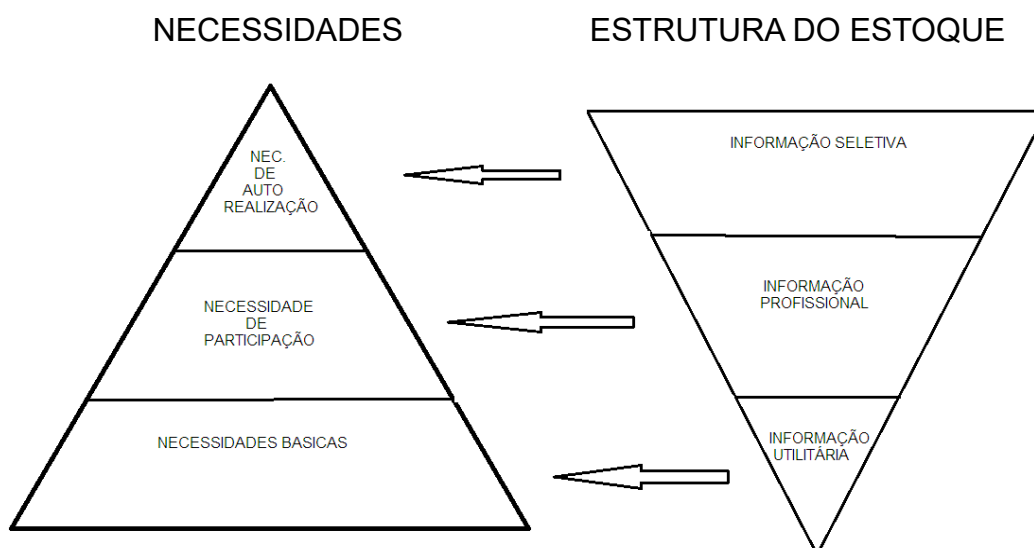 NECESSIDADES
ESTRUTURA DO ESTOQUE
NEC.
DE
AUTO
REALIZAÇÃO
NECESSIDADE
DE
PARTICIPAÇÃO
NECESSIDADES BASICAS
INFORMAÇÃO SELETIVA
INFORMAÇÃO
PROFISSIONAL
INFORMAÇÃO
UTILITÁRIA